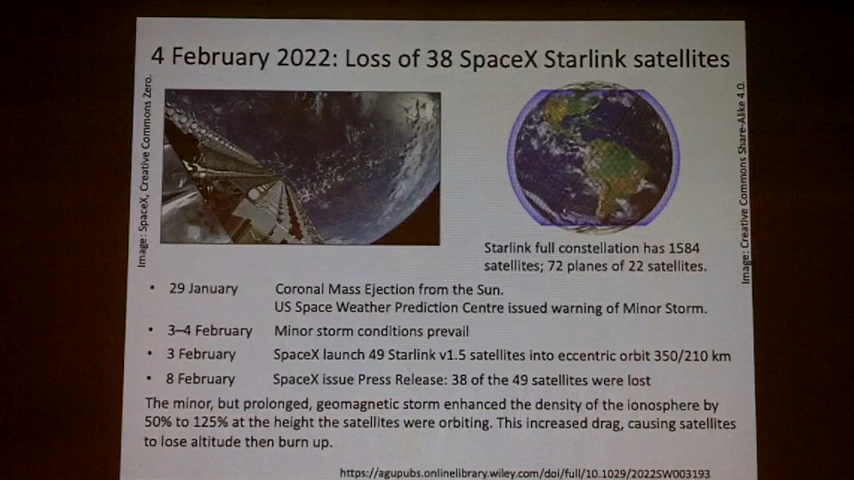 4 February 2022: Loss of 38 SpaceX Starlink satellites
Image: SpaceX, Creative Commons Zero.
Image: Creative Commons Share-Alike 4.0.
Starlink full constellation has 1584
satellites; 72 planes of 22 satellites.
• 29 January Coronal Mass Ejection from the Sun.
US Space Weather Prediction Centre issued warning of Minor Storm.
• 3–4 February Minor storm conditions prevail
• 3 February SpaceX launch 49 Starlink v1.5 satellites into eccentric orbit 350/210 km
• 8 February SpaceX issue Press Release: 38 of the 49 satellites were lost
The minor, but prolonged, geomagnetic storm enhanced the density of the ionosphere by
50% to 125% at the height the satellites were orbiting. This increased drag, causing satellites
to lose altitude then burn up.
https://agupubs.onlinelibrary.wiley.com/doi/full/10.1029/2022SW003193